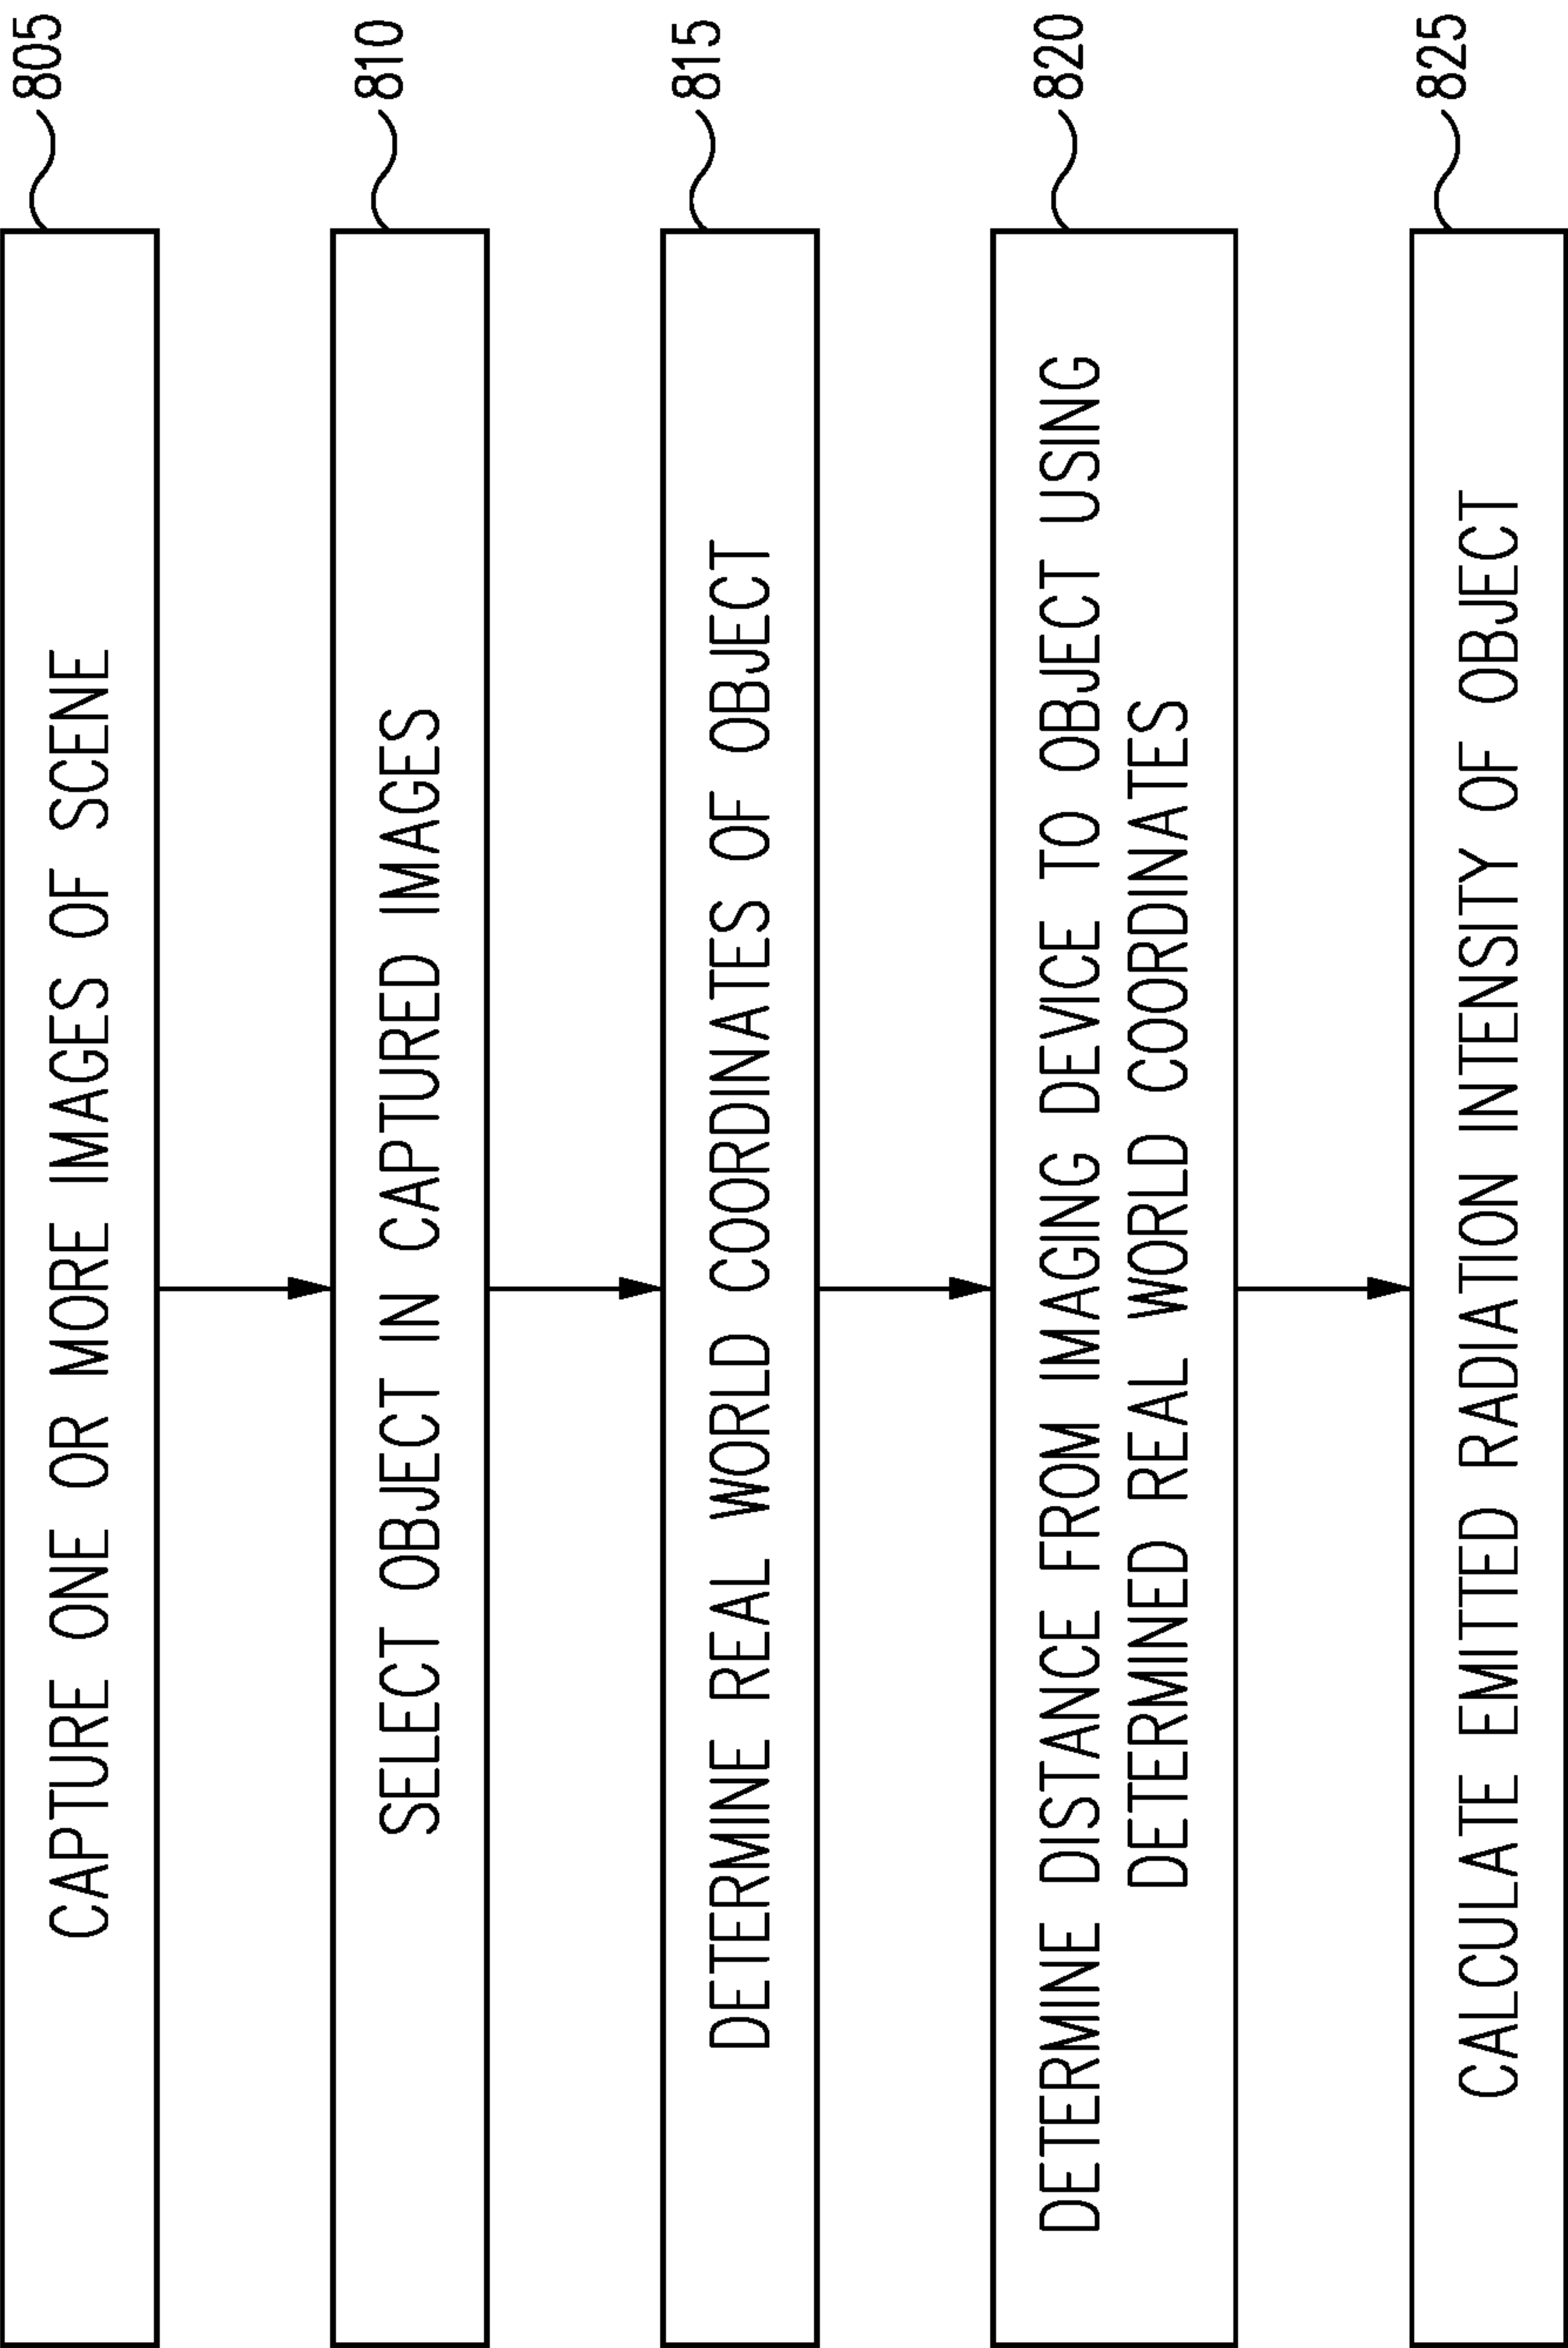 CAPTURE ONE OR MORE IMAGES OF SCENE
805
SELECT OBJECT IN CAPTURED IMAGES
810
DETERMINE REAL WORLD COORDINATES OF OBJECT
815
DETERMINE DISTANCE FROM IMAGING DEVICE TO OBJECT USING
DETERMINED REAL WORLD COORDINATES
820
CALCULATE EMITTED RADIATION INTENSITY OF OBJECT
825